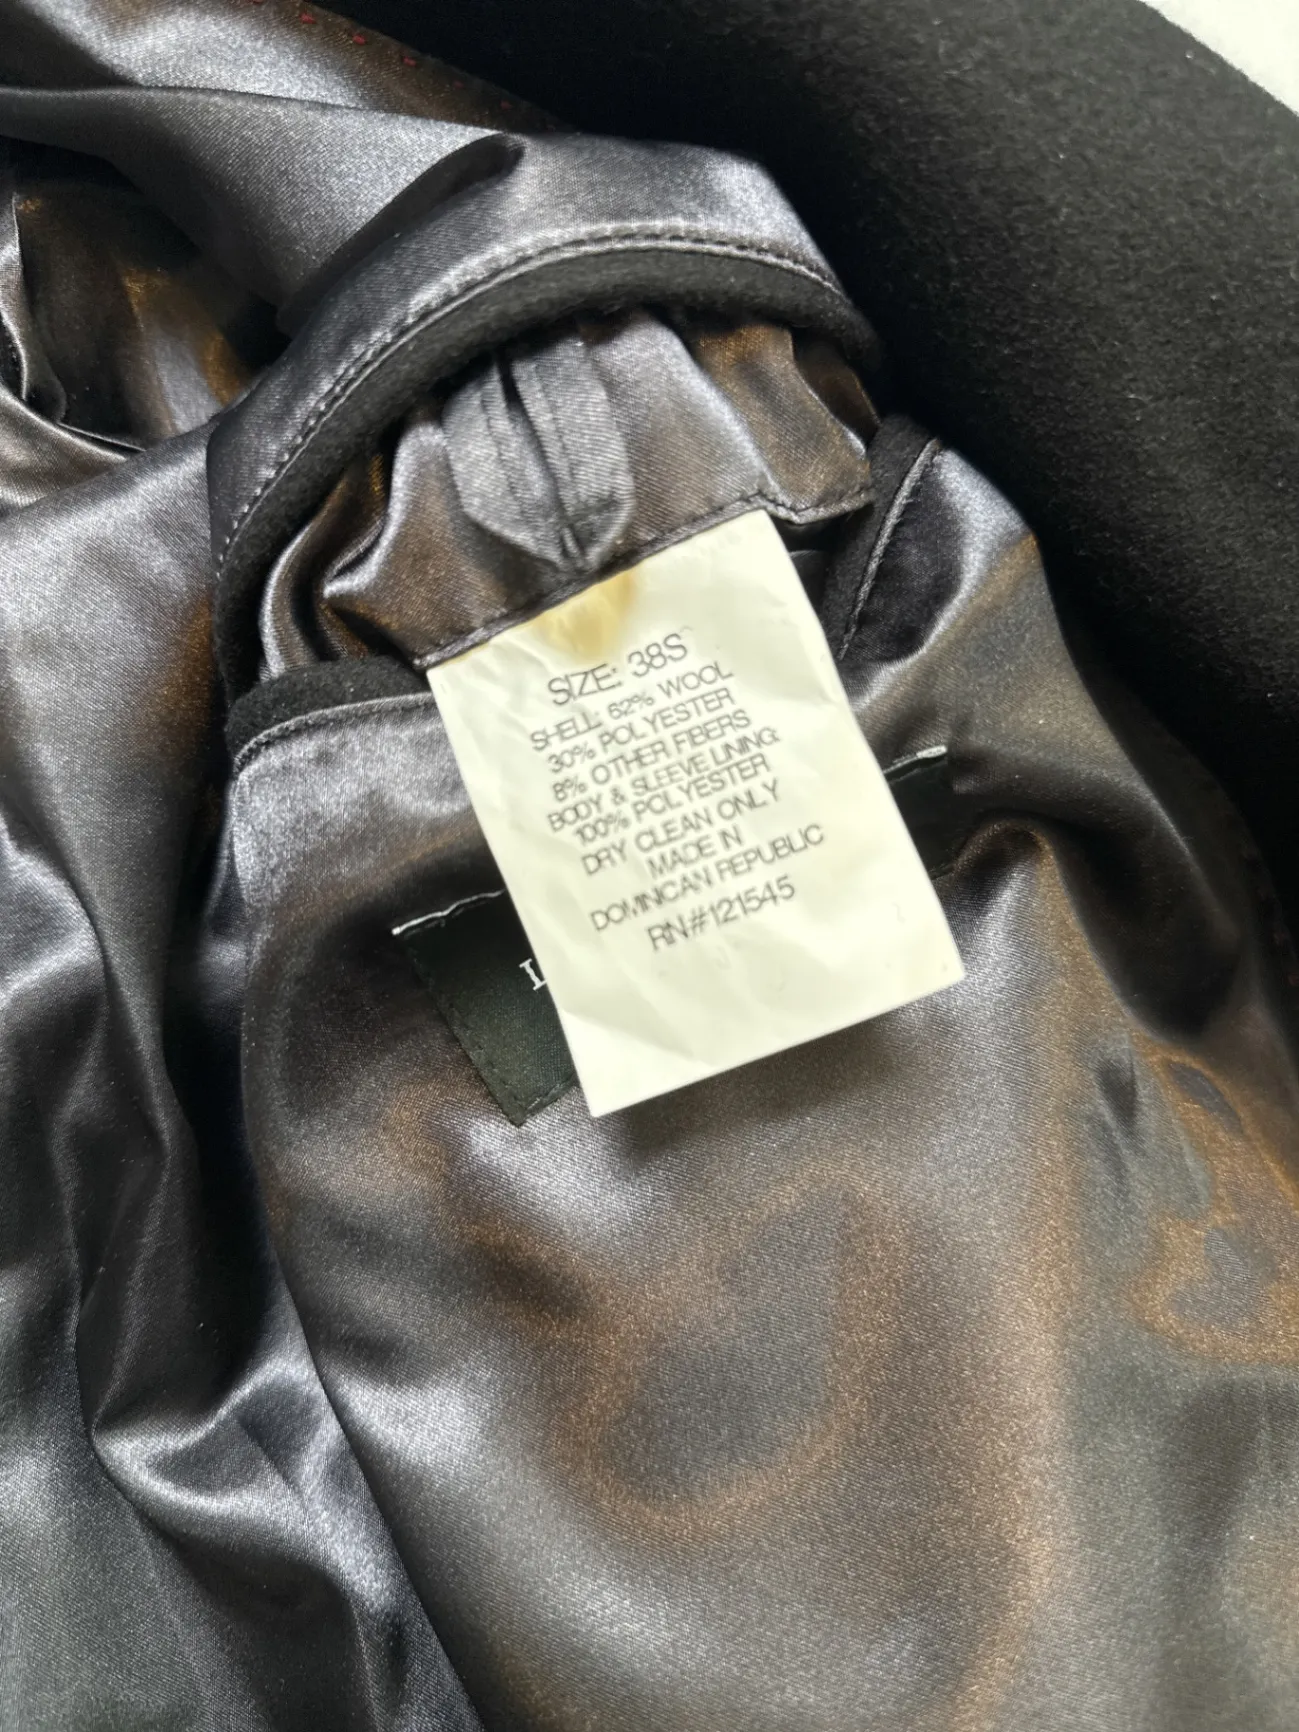 SIZE: 38S
SHELL: 62% WOOL
30% POLYESTER
8% OTHER FIBERS
BODY & SLEEVE LINING:
100% POLYESTER
DRY CLEAN ONLY
MADE IN
DOMINICAN REPUBLIC
RN#121545